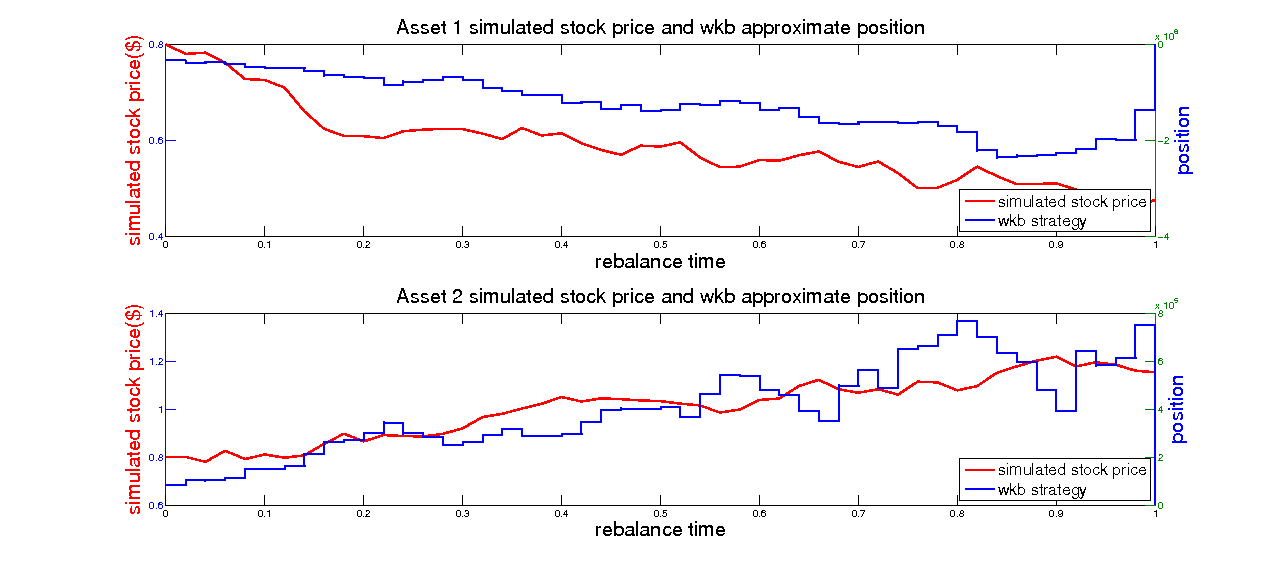 Asset 1 simulated stock price and wkb approximate position
x 10
0.8
0.6
0.4
0
-2
-4
simulated stock price($)
position
simulated stock price
wkb strategy
0 0.1 0.2 0.3 0.4 0.5 0.6 0.7 0.8 0.9 1
rebalance time
Asset 2 simulated stock price and wkb approximate position
x 10
1.4
1.2
1
0.8
0.6
8
6
4
2
0
simulated stock price($)
position
simulated stock price
wkb strategy
0 0.1 0.2 0.3 0.4 0.5 0.6 0.7 0.8 0.9 1
rebalance time